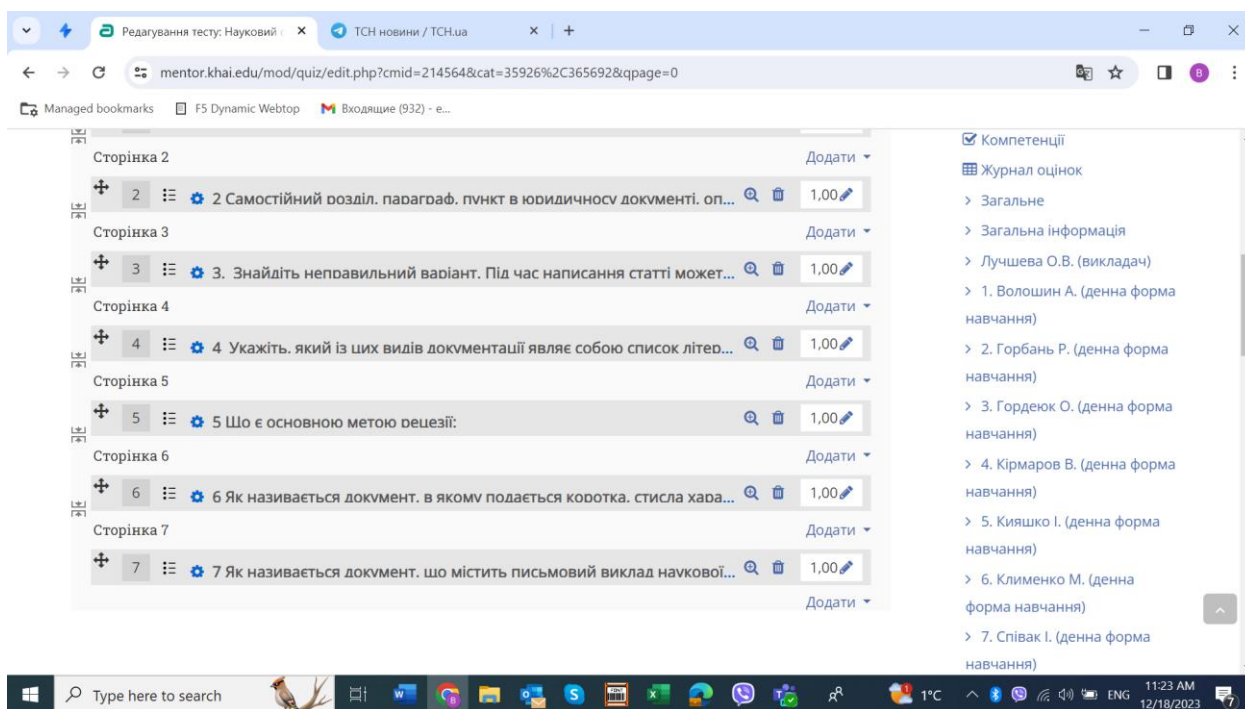 Редагування тесту: Науковий
ТСН новини / ТСН.ua
mentor.khai.edu/mod/quiz/edit.php?cmid=214564&cat=35926%2C365692&qpage=0
B
Managed bookmarks
F5 Dynamic Webtop
Входящие (932) - e...
Сторінка 2
Додати
2
2 Самостійний розділ, параграф, пункт в юридичносу документі, оп...
1,00
Сторінка 3
Додати
3
3. Знайдіть неправильний варіант. Під час написання статті может...
1,00
Сторінка 4
Додати
4
4 Укажіть, який із цих видів документації являє собою список літер...
1,00
Сторінка 5
Додати
5
5 Що є основною метою рецезії:
1,00
Сторінка 6
Додати
6
6 Як називається документ, в якому подається коротка, стисла хара...
1,00
Сторінка 7
Додати
7
7 Як називається документ, що містить письмовий виклад наукової...
1,00
Додати
Компетенції
Журнал оцінок
Загальне
Загальна інформація
Лучшева О.В. (викладач)
1. Волошин А. (денна форма
навчання)
2. Горбань Р. (денна форма
навчання)
3. Гордеюк О. (денна форма
навчання)
4. Кірмаров В. (денна форма
навчання)
5. Кияшко І. (денна форма
навчання)
6. Клименко М. (денна
форма навчання)
7. Співак І. (денна форма
навчання)
Type here to search
1°C
ENG
11:23 AM
12/18/2023
7